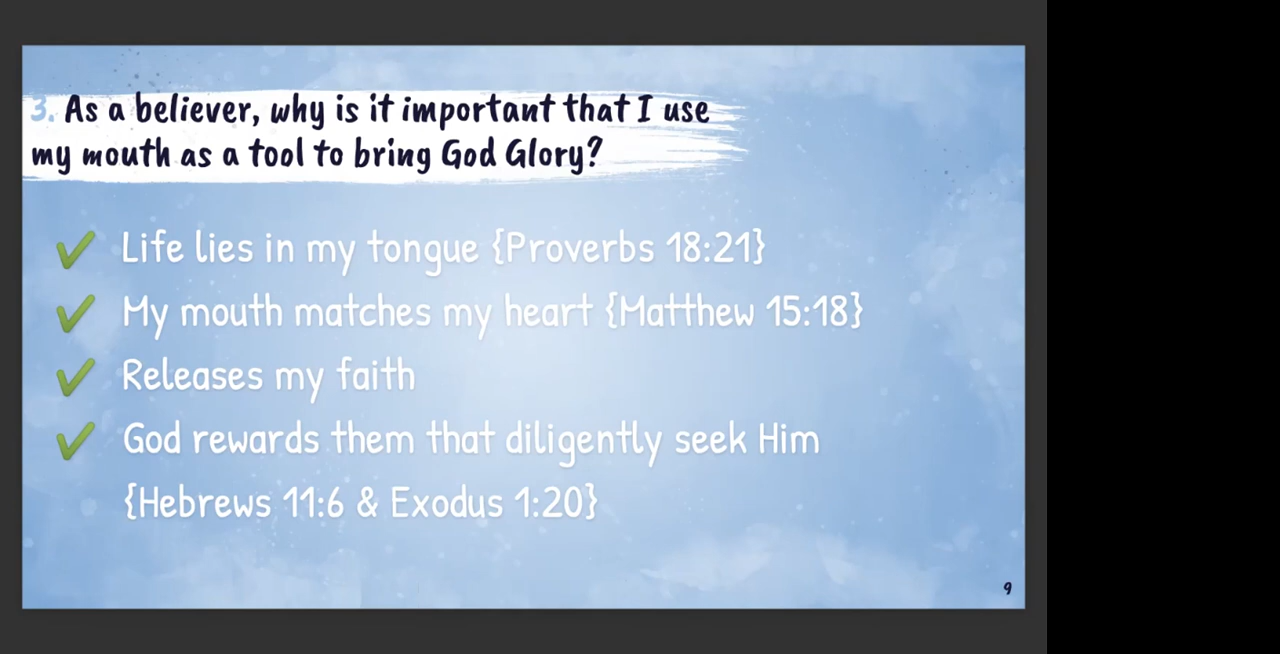 3. As a believer, why is it important that I use
my mouth as a tool to bring God Glory?
✔ Life lies in my tongue {Proverbs 18:21}
✔ My mouth matches my heart {Matthew 15:18}
✔ Releases my faith
✔ God rewards them that diligently seek Him
{Hebrews 11:6 & Exodus 1:20}
9